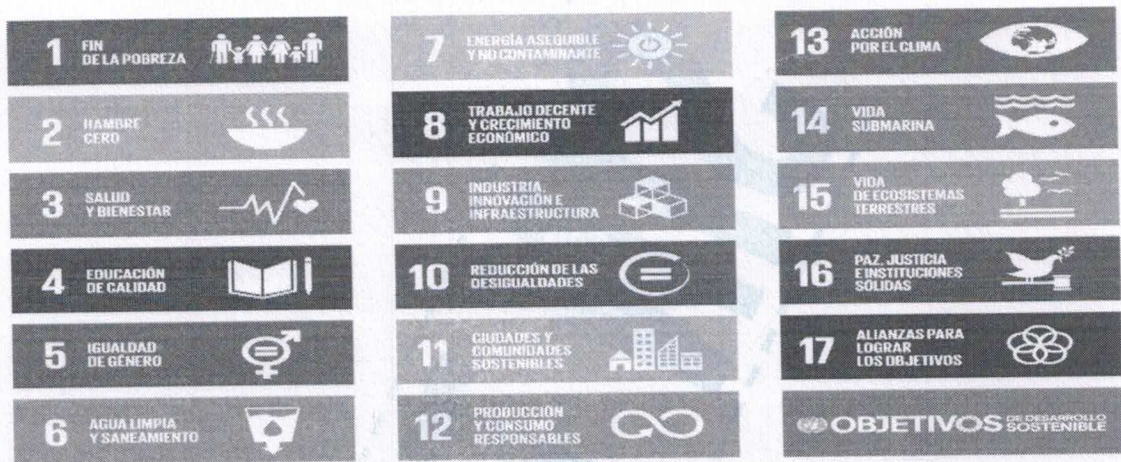 1 FIN
DE LA POBREZA
2 HAMBRE
CERO
3 SALUD
Y BIENESTAR
4 EDUCACIÓN
DE CALIDAD
5 IGUALDAD
DE GÉNERO
6 AGUA LIMPIA
Y SANEAMIENTO
7 ENERGÍA ASEQUIBLE
Y NO CONTAMINANTE
8 TRABAJO DECENTE
Y CRECIMIENTO
ECONÓMICO
9 INDUSTRIA,
INNOVACIÓN E
INFRAESTRUCTURA
10 REDUCCIÓN DE LAS
DESIGUALDADES
11 CIUDADES Y
COMUNIDADES
SOSTENIBLES
12 PRODUCCIÓN
Y CONSUMO
RESPONSABLES
13 ACCIÓN
POR EL CLIMA
14 VIDA
SUBMARINA
15 VIDA
DE ECOSISTEMAS
TERRESTRES
16 PAZ, JUSTICIA
E INSTITUCIONES
SÓLIDAS
17 ALIANZAS PARA
LOGRAR
LOS OBJETIVOS
OBJETIVOS DE DESARROLLO
SOSTENIBLE